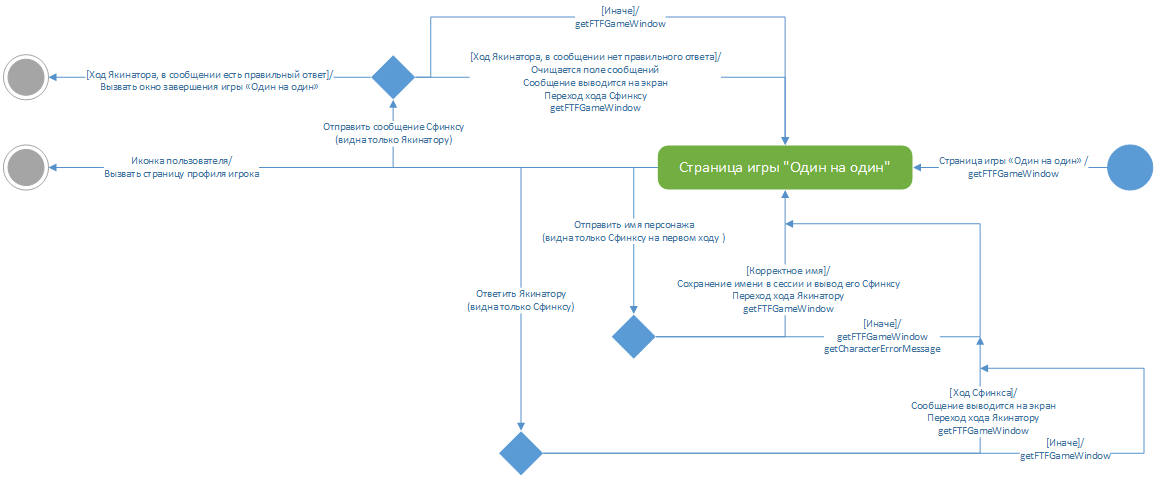 [Иначе]/
getFTFGameWindow
[Ход Якинатора, в сообщении есть правильный ответ]/
Вызвать окно завершения игры «Один на один»
[Ход Якинатора, в сообщении нет правильного ответа]/
Очищается поле сообщений
Сообщение выводится на экран
Переход хода Сфинксу
getFTFGameWindow
Отправить сообщение Сфинксу
(видна только Якинатору)
Иконка пользователя/
Вызвать страницу профиля игрока
Страница игры "Один на один"
Страница игры «Один на один» /
getFTFGameWindow
Отправить имя персонажа
(видна только Сфинксу на первом ходу )
[Корректное имя]/
Сохранение имени в сессии и вывод его Сфинксу
Переход хода Якинатору
getFTFGameWindow
Ответить Якинатору
(видна только Сфинксу)
[Иначе]/
getFTFGameWindow
getCharacterErrorMessage
[Ход Сфинкса]/
Сообщение выводится на экран
Переход хода Якинатору
getFTFGameWindow
[Иначе]/
getFTFGameWindow